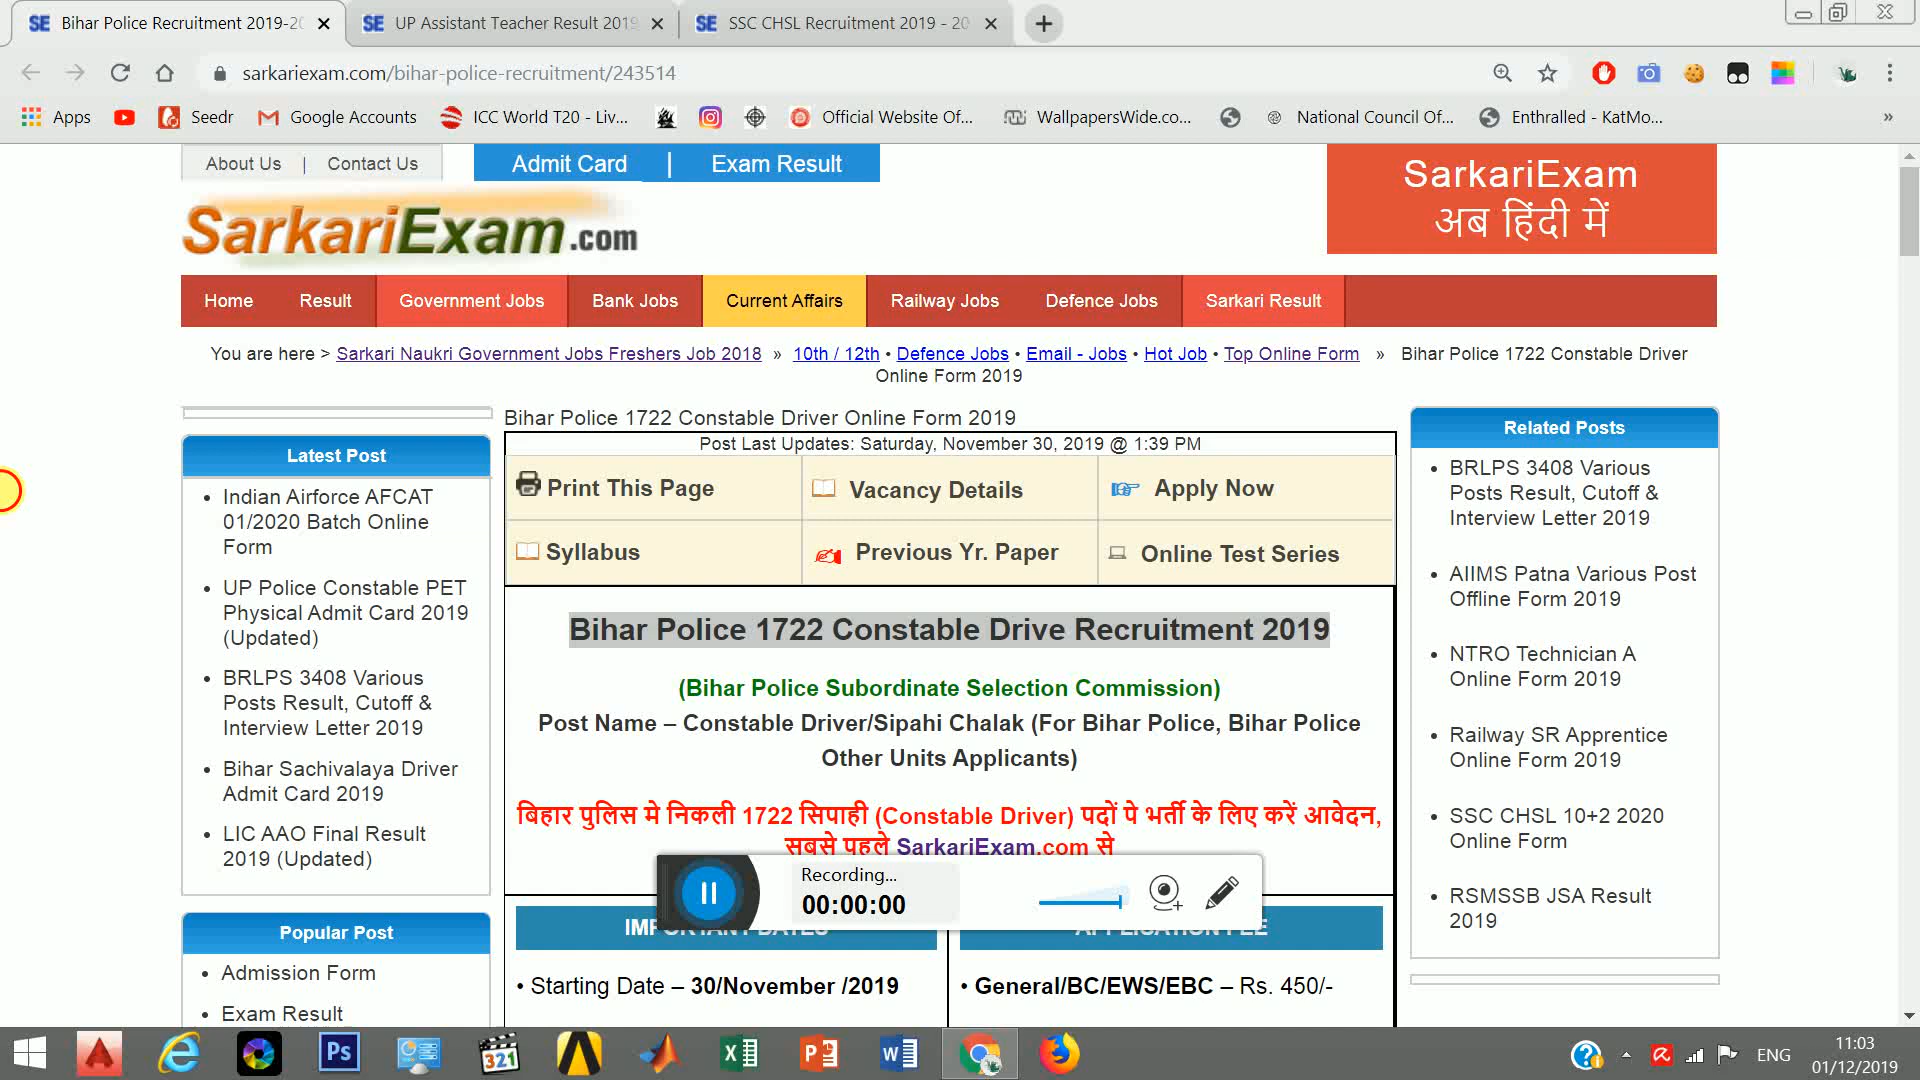 Bihar Police Recruitment 2019-20
UP Assistant Teacher Result 2019
SSC CHSL Recruitment 2019 - 20
sarkariexam.com/bihar-police-recruitment/243514
Apps
Seedr
Google Accounts
ICC World T20 - Liv...
Official Website Of...
WallpapersWide.co...
National Council Of...
Enthralled - KatMo...
»
About Us | Contact Us
Admit Card | Exam Result
SarkariExam
अब हिंदी में
SarkariExam.com
Home Result Government Jobs Bank Jobs Current Affairs Railway Jobs Defence Jobs Sarkari Result
You are here > Sarkari Naukri Government Jobs Freshers Job 2018 » 10th / 12th • Defence Jobs • Email - Jobs • Hot Job • Top Online Form » Bihar Police 1722 Constable Driver
Online Form 2019
Latest Post
• Indian Airforce AFCAT
01/2020 Batch Online
Form
• UP Police Constable PET
Physical Admit Card 2019
(Updated)
• BRLPS 3408 Various
Posts Result, Cutoff &
Interview Letter 2019
• Bihar Sachivalaya Driver
Admit Card 2019
• LIC AAO Final Result
2019 (Updated)
Popular Post
• Admission Form
• Exam Result
Bihar Police 1722 Constable Driver Online Form 2019
Post Last Updates: Saturday, November 30, 2019 @ 1:39 PM
Print This Page Vacancy Details Apply Now
Syllabus Previous Yr. Paper Online Test Series
Bihar Police 1722 Constable Drive Recruitment 2019
(Bihar Police Subordinate Selection Commission)
Post Name – Constable Driver/Sipahi Chalak (For Bihar Police, Bihar Police
Other Units Applicants)
बिहार पुलिस मे निकली 1722 सिपाही (Constable Driver) पदों पे भर्ती के लिए करें आवेदन,
सबसे पहले SarkariExam.com से
Recording...
00:00:00
IMPORTANT DATES
APPLICATION FEE
• Starting Date – 30/November /2019
• General/BC/EWS/EBC – Rs. 450/-
Related Posts
• BRLPS 3408 Various
Posts Result, Cutoff &
Interview Letter 2019
• AIIMS Patna Various Post
Offline Form 2019
• NTRO Technician A
Online Form 2019
• Railway SR Apprentice
Online Form 2019
• SSC CHSL 10+2 2020
Online Form
• RSMSSB JSA Result
2019
Ps
321
ENG
11:03
01/12/2019